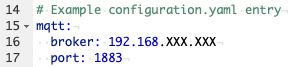 14 # Example configuration.yaml entry
15 mqtt:
16   broker: 192.168.XXX.XXX
17   port: 1883